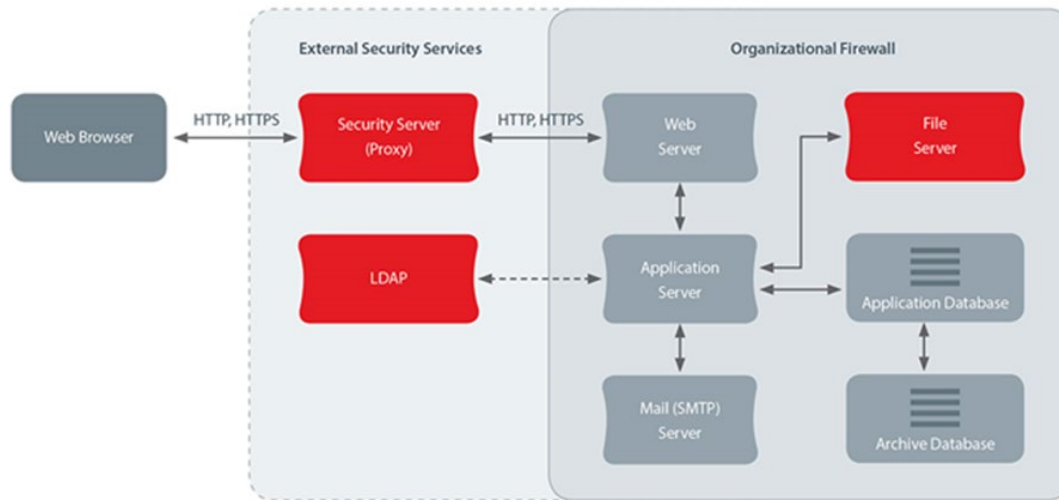 External Security Services
Organizational Firewall
Web Browser
HTTP, HTTPS
Security Server
(Proxy)
HTTP, HTTPS
Web
Server
File
Server
LDAP
Application
Server
Application Database
Mail (SMTP)
Server
Archive Database